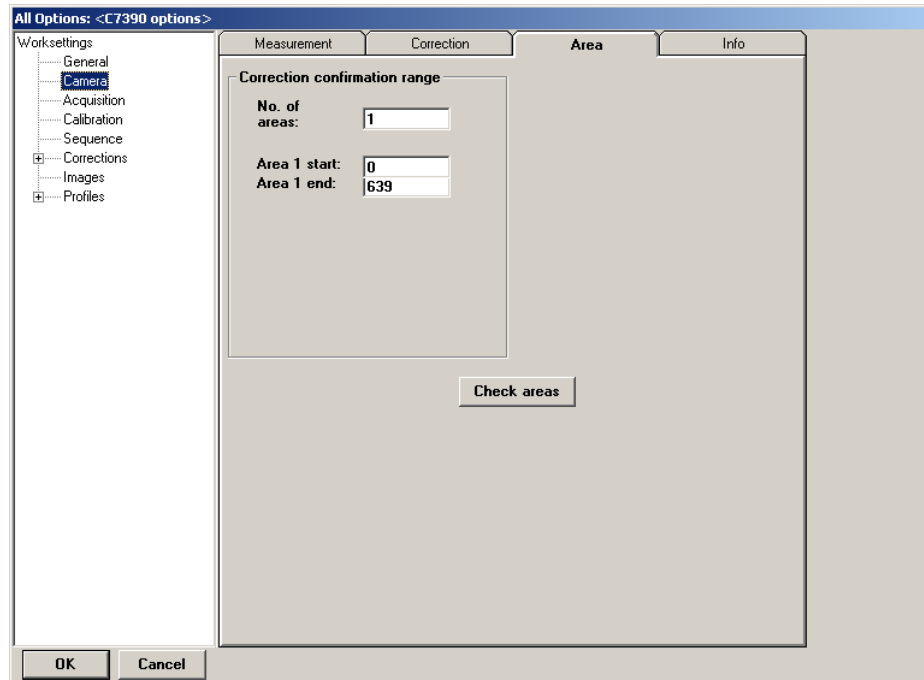 All Options: <C7390 options>
Worksettings
General
Camera
Acquisition
Calibration
Sequence
Corrections
Images
Profiles
Measurement
Correction
Area
Info
Correction confirmation range
No. of
areas:
1
Area 1 start:
0
Area 1 end:
639
Check areas
OK
Cancel